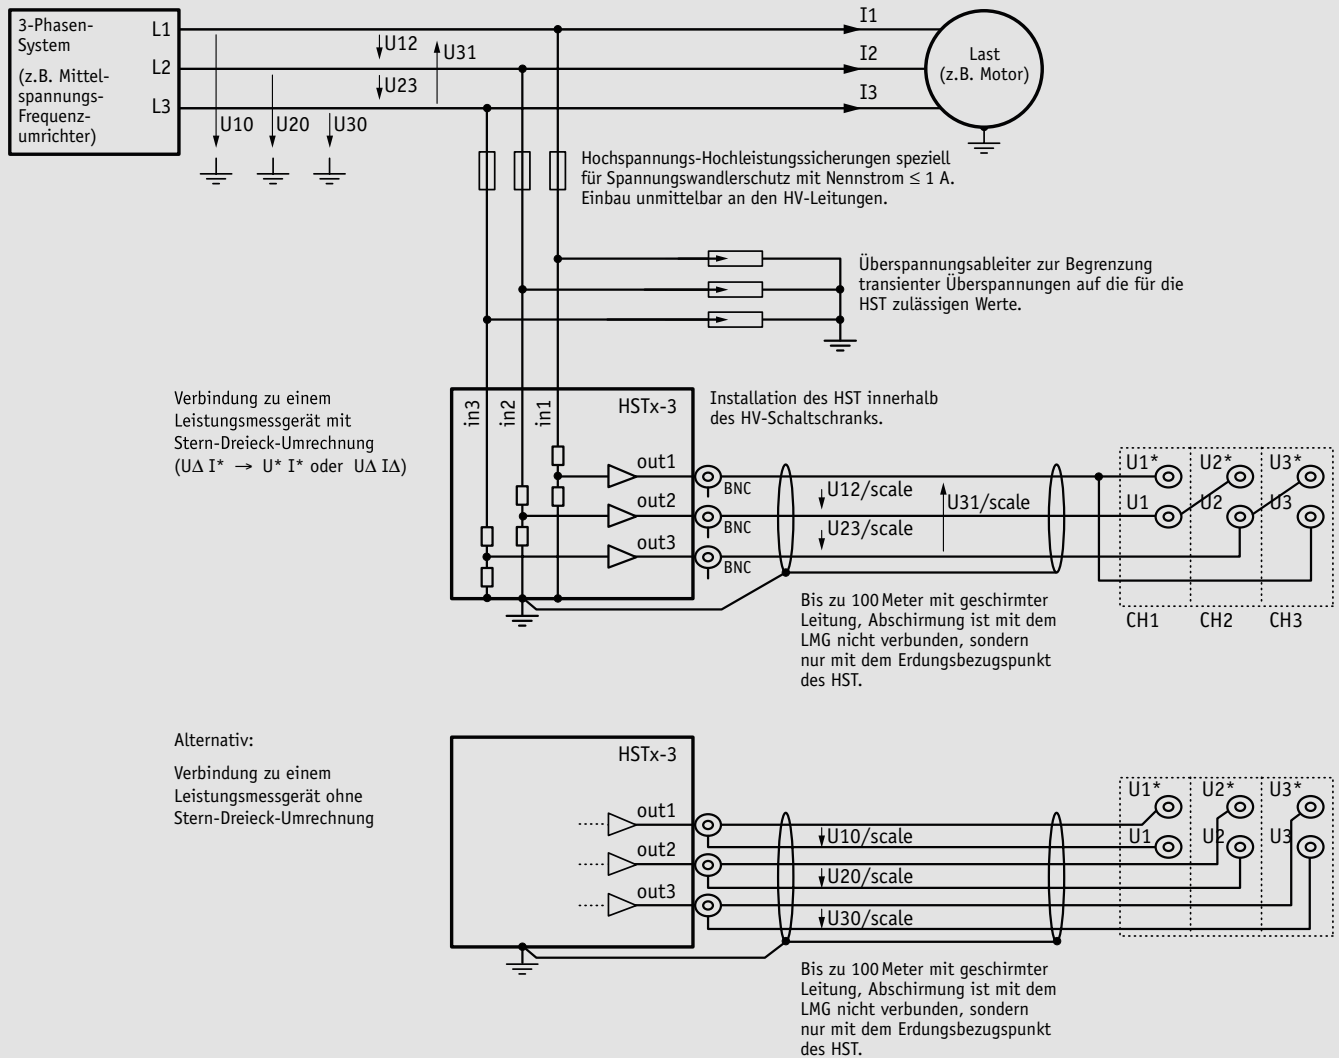 3-Phasen-
System
(z.B. Mittel-
spannungs-
Frequenz-
umrichter)
L1
L2
L3
U12
U31
U23
U10
U20
U30
I1
I2
I3
Last
(z.B. Motor)
Hochspannungs-Hochleistungssicherungen speziell
für Spannungswandlerschutz mit Nennstrom ≤ 1 A.
Einbau unmittelbar an den HV-Leitungen.
Überspannungsableiter zur Begrenzung
transienter Überspannungen auf die für die
HST zulässigen Werte.
Verbindung zu einem
Leistungsmessgerät mit
Stern-Dreieck-Umrechnung
(UΔ I* → U* I* oder UΔ IΔ)
in3
in2
in1
HSTx-3
Installation des HST innerhalb
des HV-Schaltschranks.
out1
out2
out3
BNC
BNC
BNC
U12/scale
U31/scale
U23/scale
U1*
U2*
U3*
U1
U2
U3
CH1
CH2
CH3
Bis zu 100 Meter mit geschirmter
Leitung, Abschirmung ist mit dem
LMG nicht verbunden, sondern
nur mit dem Erdungsbezugspunkt
des HST.
Alternativ:
Verbindung zu einem
Leistungsmessgerät ohne
Stern-Dreieck-Umrechnung
HSTx-3
out1
out2
out3
U10/scale
U20/scale
U30/scale
U1*
U2*
U3*
U1
U2
U3
Bis zu 100 Meter mit geschirmter
Leitung, Abschirmung ist mit dem
LMG nicht verbunden, sondern
nur mit dem Erdungsbezugspunkt
des HST.